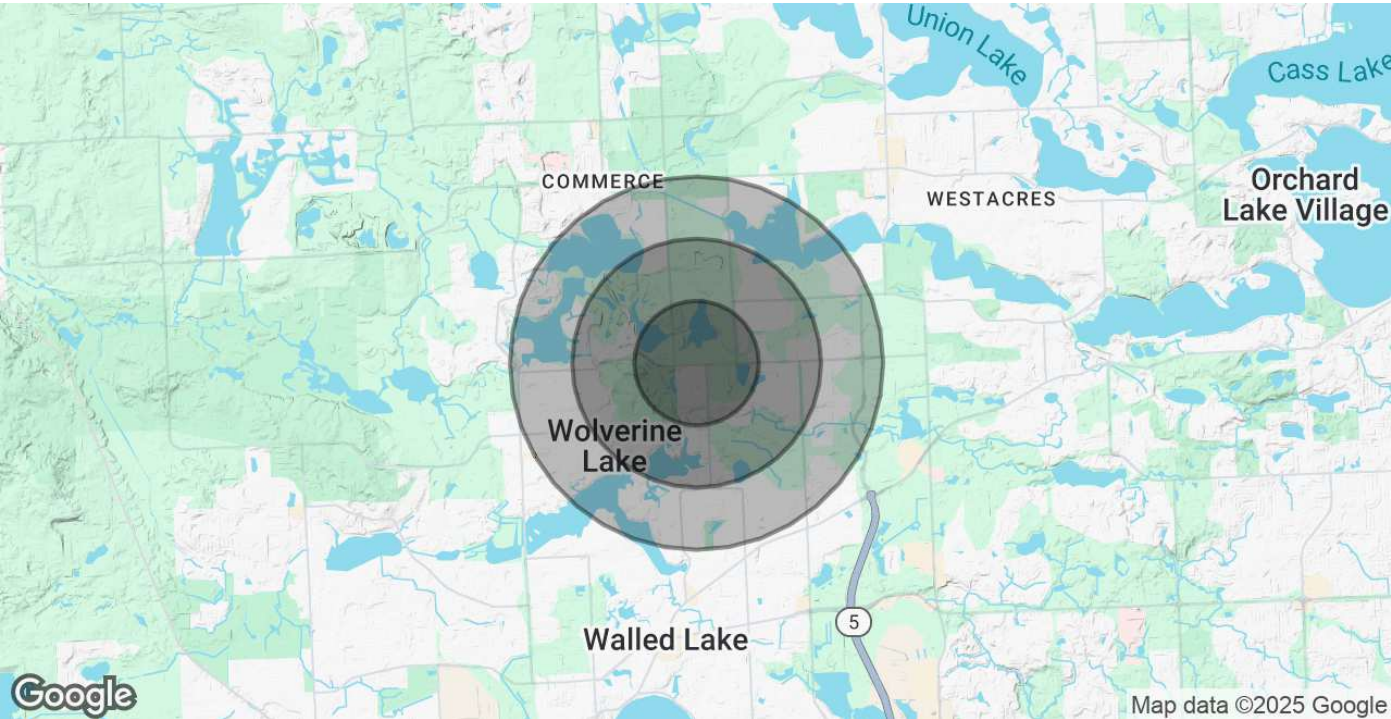 Union Lake
Cass Lake
COMMERCE
WESTACRES
Orchard
Lake Village
Wolverine
Lake
5
Walled Lake
Google
Map data ©2025 Google